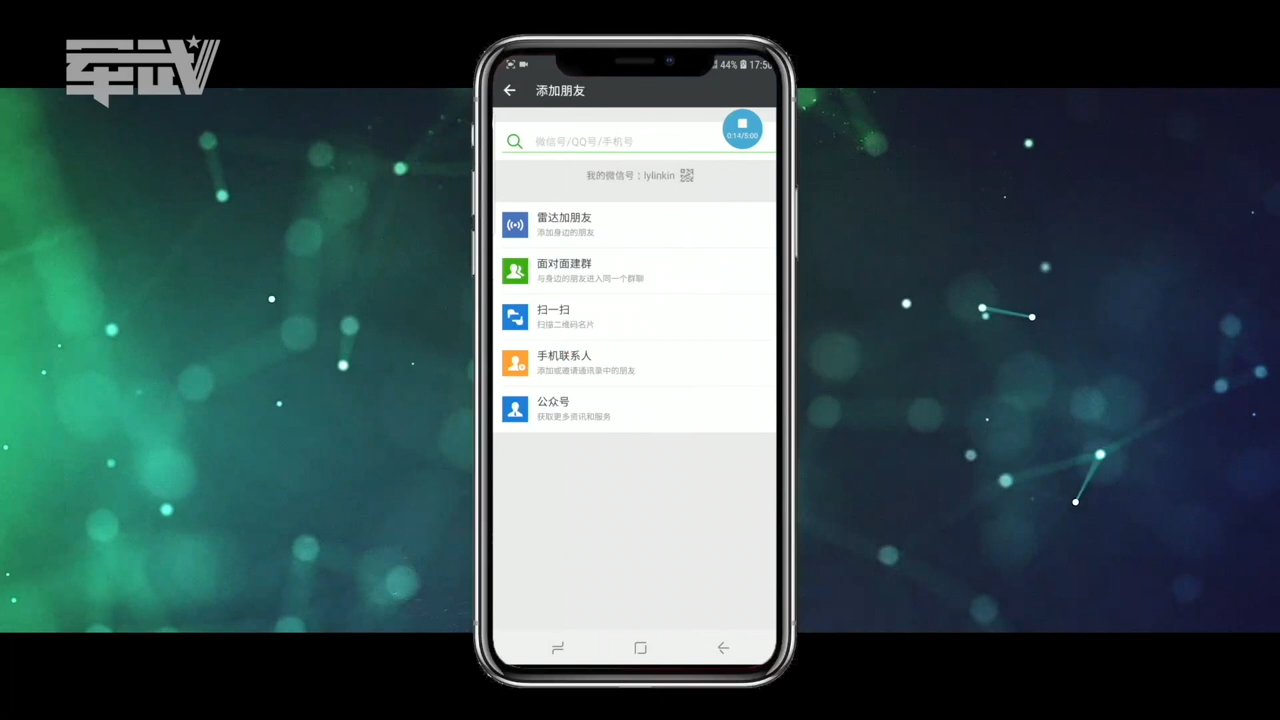 军武
44% 17:50
添加朋友
微信号/QQ号/手机号
0:14/5:00
我的微信号:lylinkin
雷达加朋友
添加身边的朋友
面对面建群
与身边的朋友进入同一个群聊
扫一扫
扫描二维码名片
手机联系人
添加或邀请通讯录中的朋友
公众号
获取更多资讯和服务